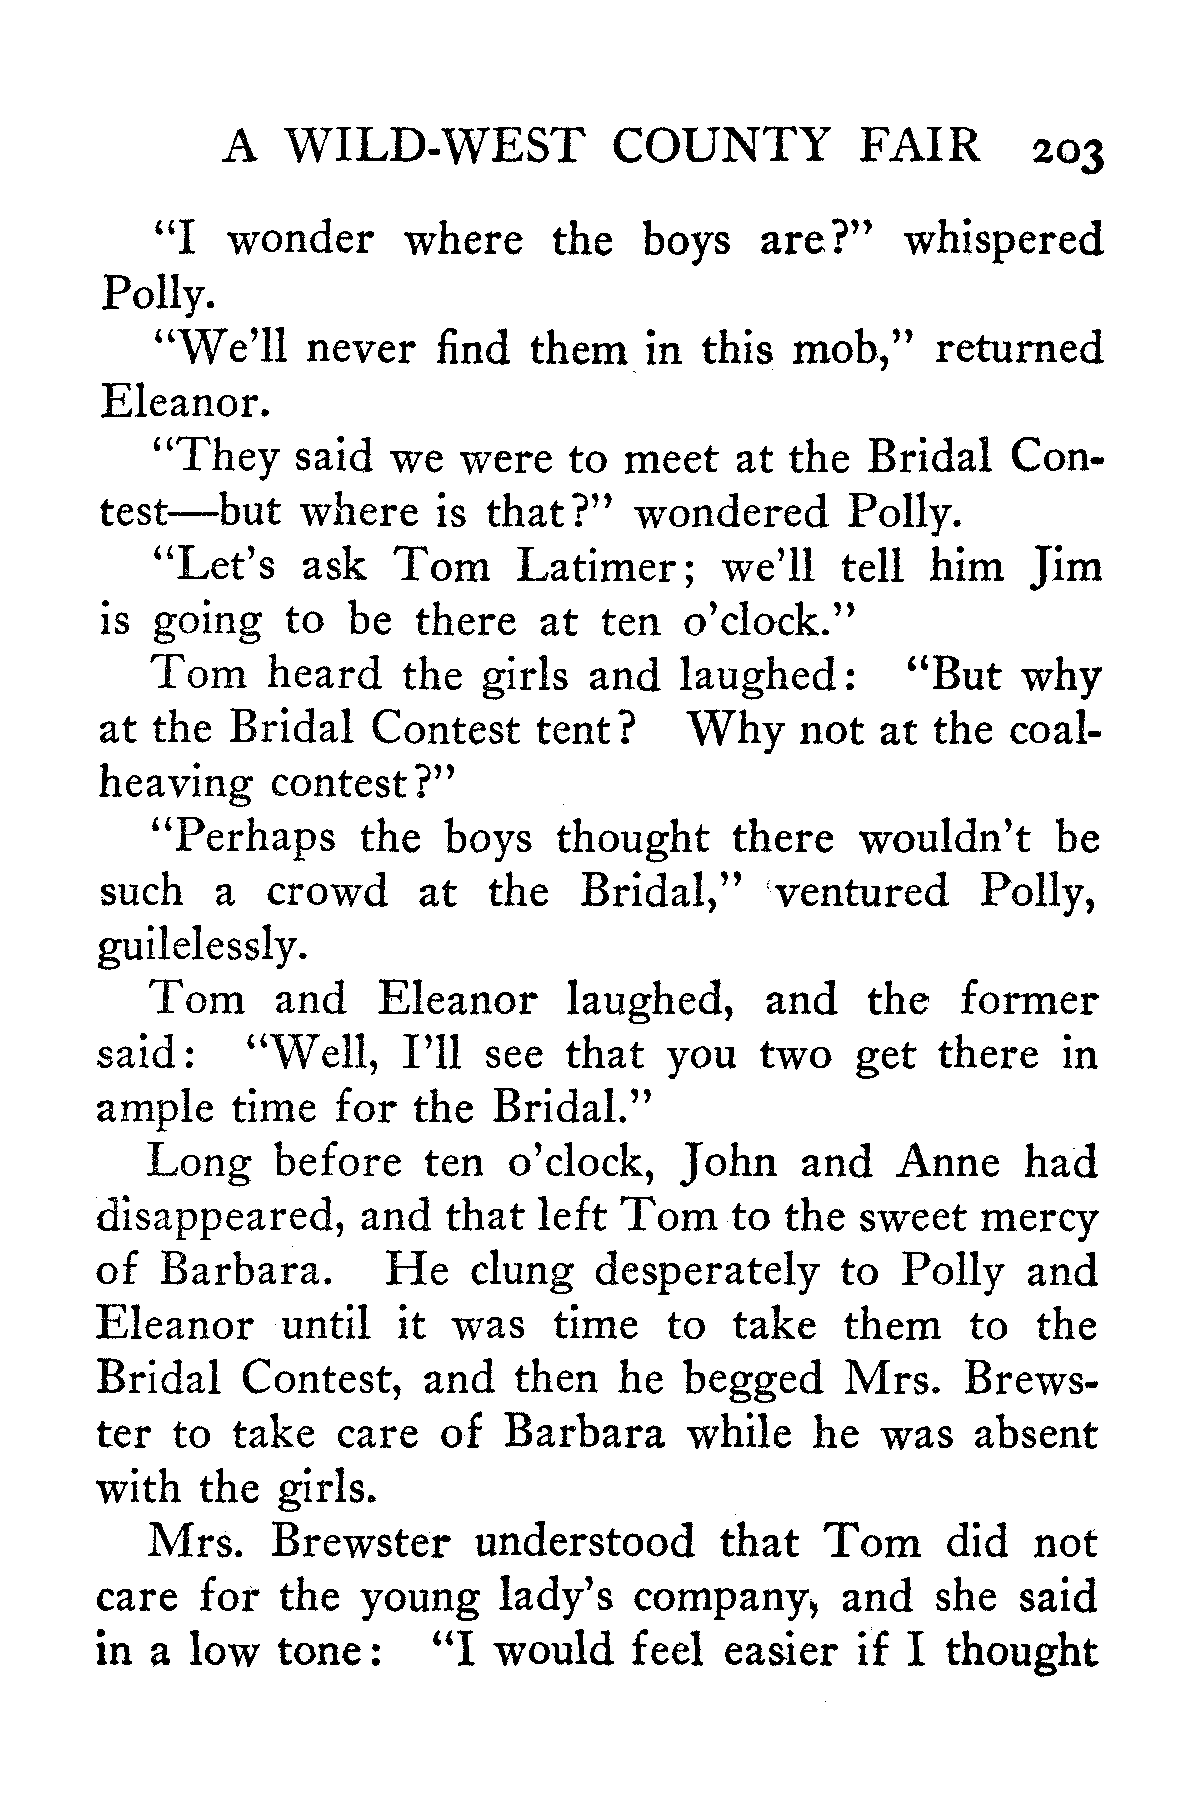 A WILD-WEST COUNTY FAIR 203
“I wonder where the boys are?” whispered
Polly.
“We’ll never find them in this mob,” returned
Eleanor.
“They said we were to meet at the Bridal Con-
test—but where is that?” wondered Polly.
“Let’s ask Tom Latimer; we’ll tell him Jim
is going to be there at ten o’clock.”
Tom heard the girls and laughed: “But why
at the Bridal Contest tent? Why not at the coal-
heaving contest?”
“Perhaps the boys thought there wouldn’t be
such a crowd at the Bridal,” ventured Polly,
guilelessly.
Tom and Eleanor laughed, and the former
said: “Well, I’ll see that you two get there in
ample time for the Bridal.”
Long before ten o’clock, John and Anne had
disappeared, and that left Tom to the sweet mercy
of Barbara. He clung desperately to Polly and
Eleanor until it was time to take them to the
Bridal Contest, and then he begged Mrs. Brews-
ter to take care of Barbara while he was absent
with the girls.
Mrs. Brewster understood that Tom did not
care for the young lady’s company, and she said
in a low tone: “I would feel easier if I thought